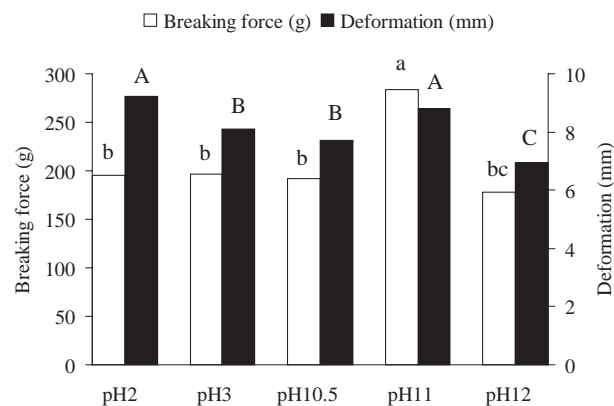 Breaking force (g) Deformation (mm)
300
250
200
150
100
50
0
Breaking force (g)
10
8
6
4
2
0
Deformation (mm)
b A
b B
b B
a A
bc C
pH2 pH3 pH10.5 pH11 pH12